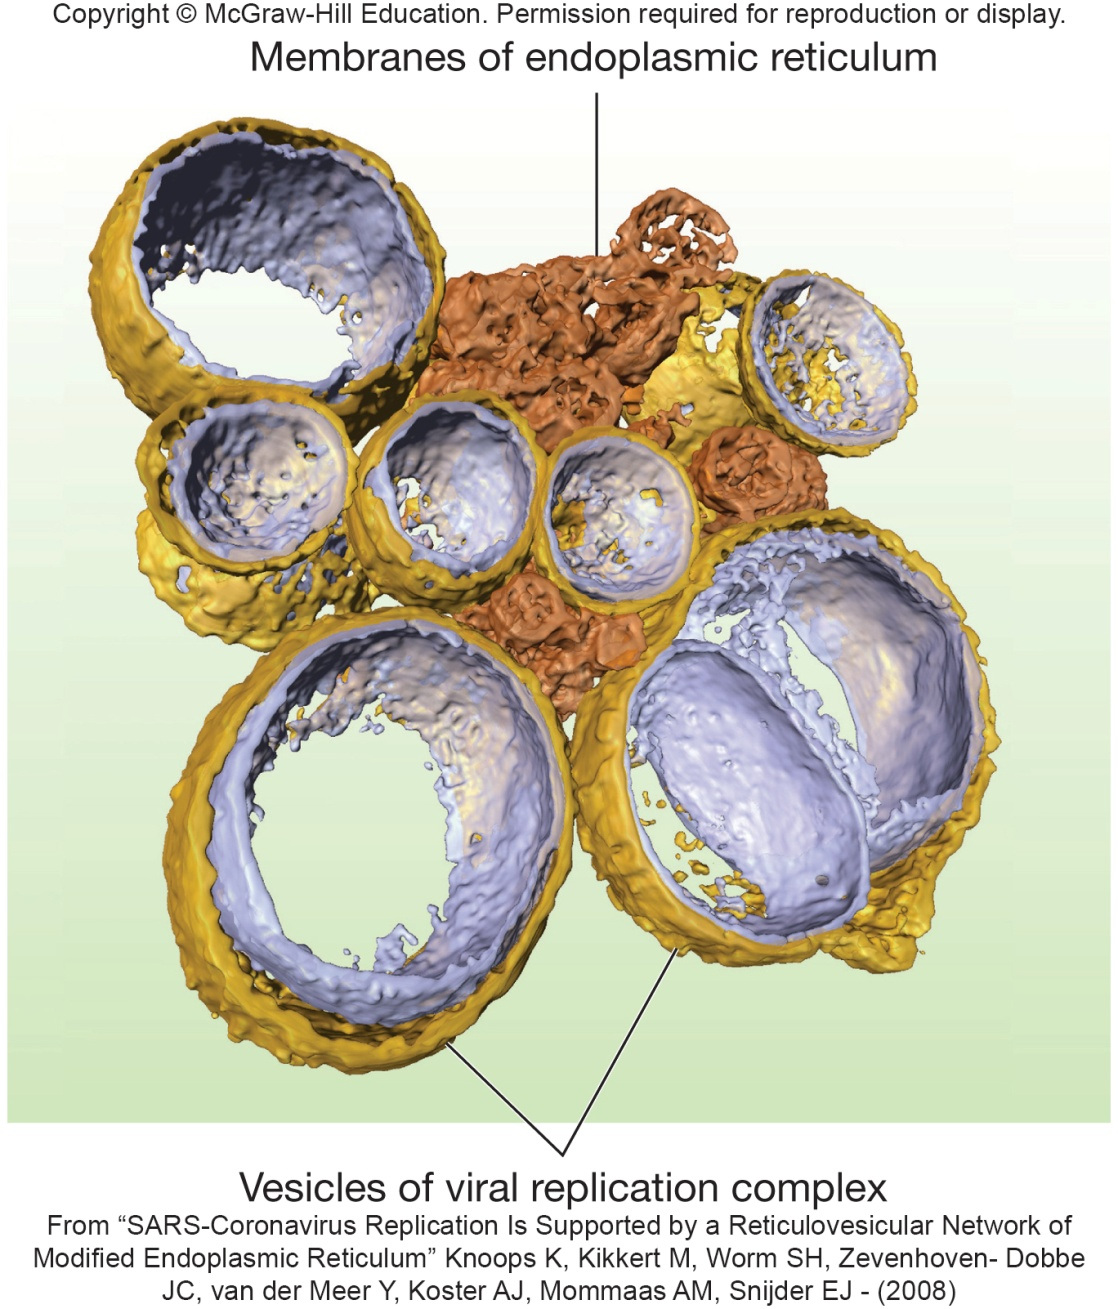 Copyright © McGraw-Hill Education. Permission required for reproduction or display.
Membranes of endoplasmic reticulum
Vesicles of viral replication complex
From “SARS-Coronavirus Replication Is Supported by a Reticulovesicular Network of
Modified Endoplasmic Reticulum” Knoops K, Kikkert M, Worm SH, Zevenhoven- Dobbe
JC, van der Meer Y, Koster AJ, Mommaas AM, Snijder EJ - (2008)